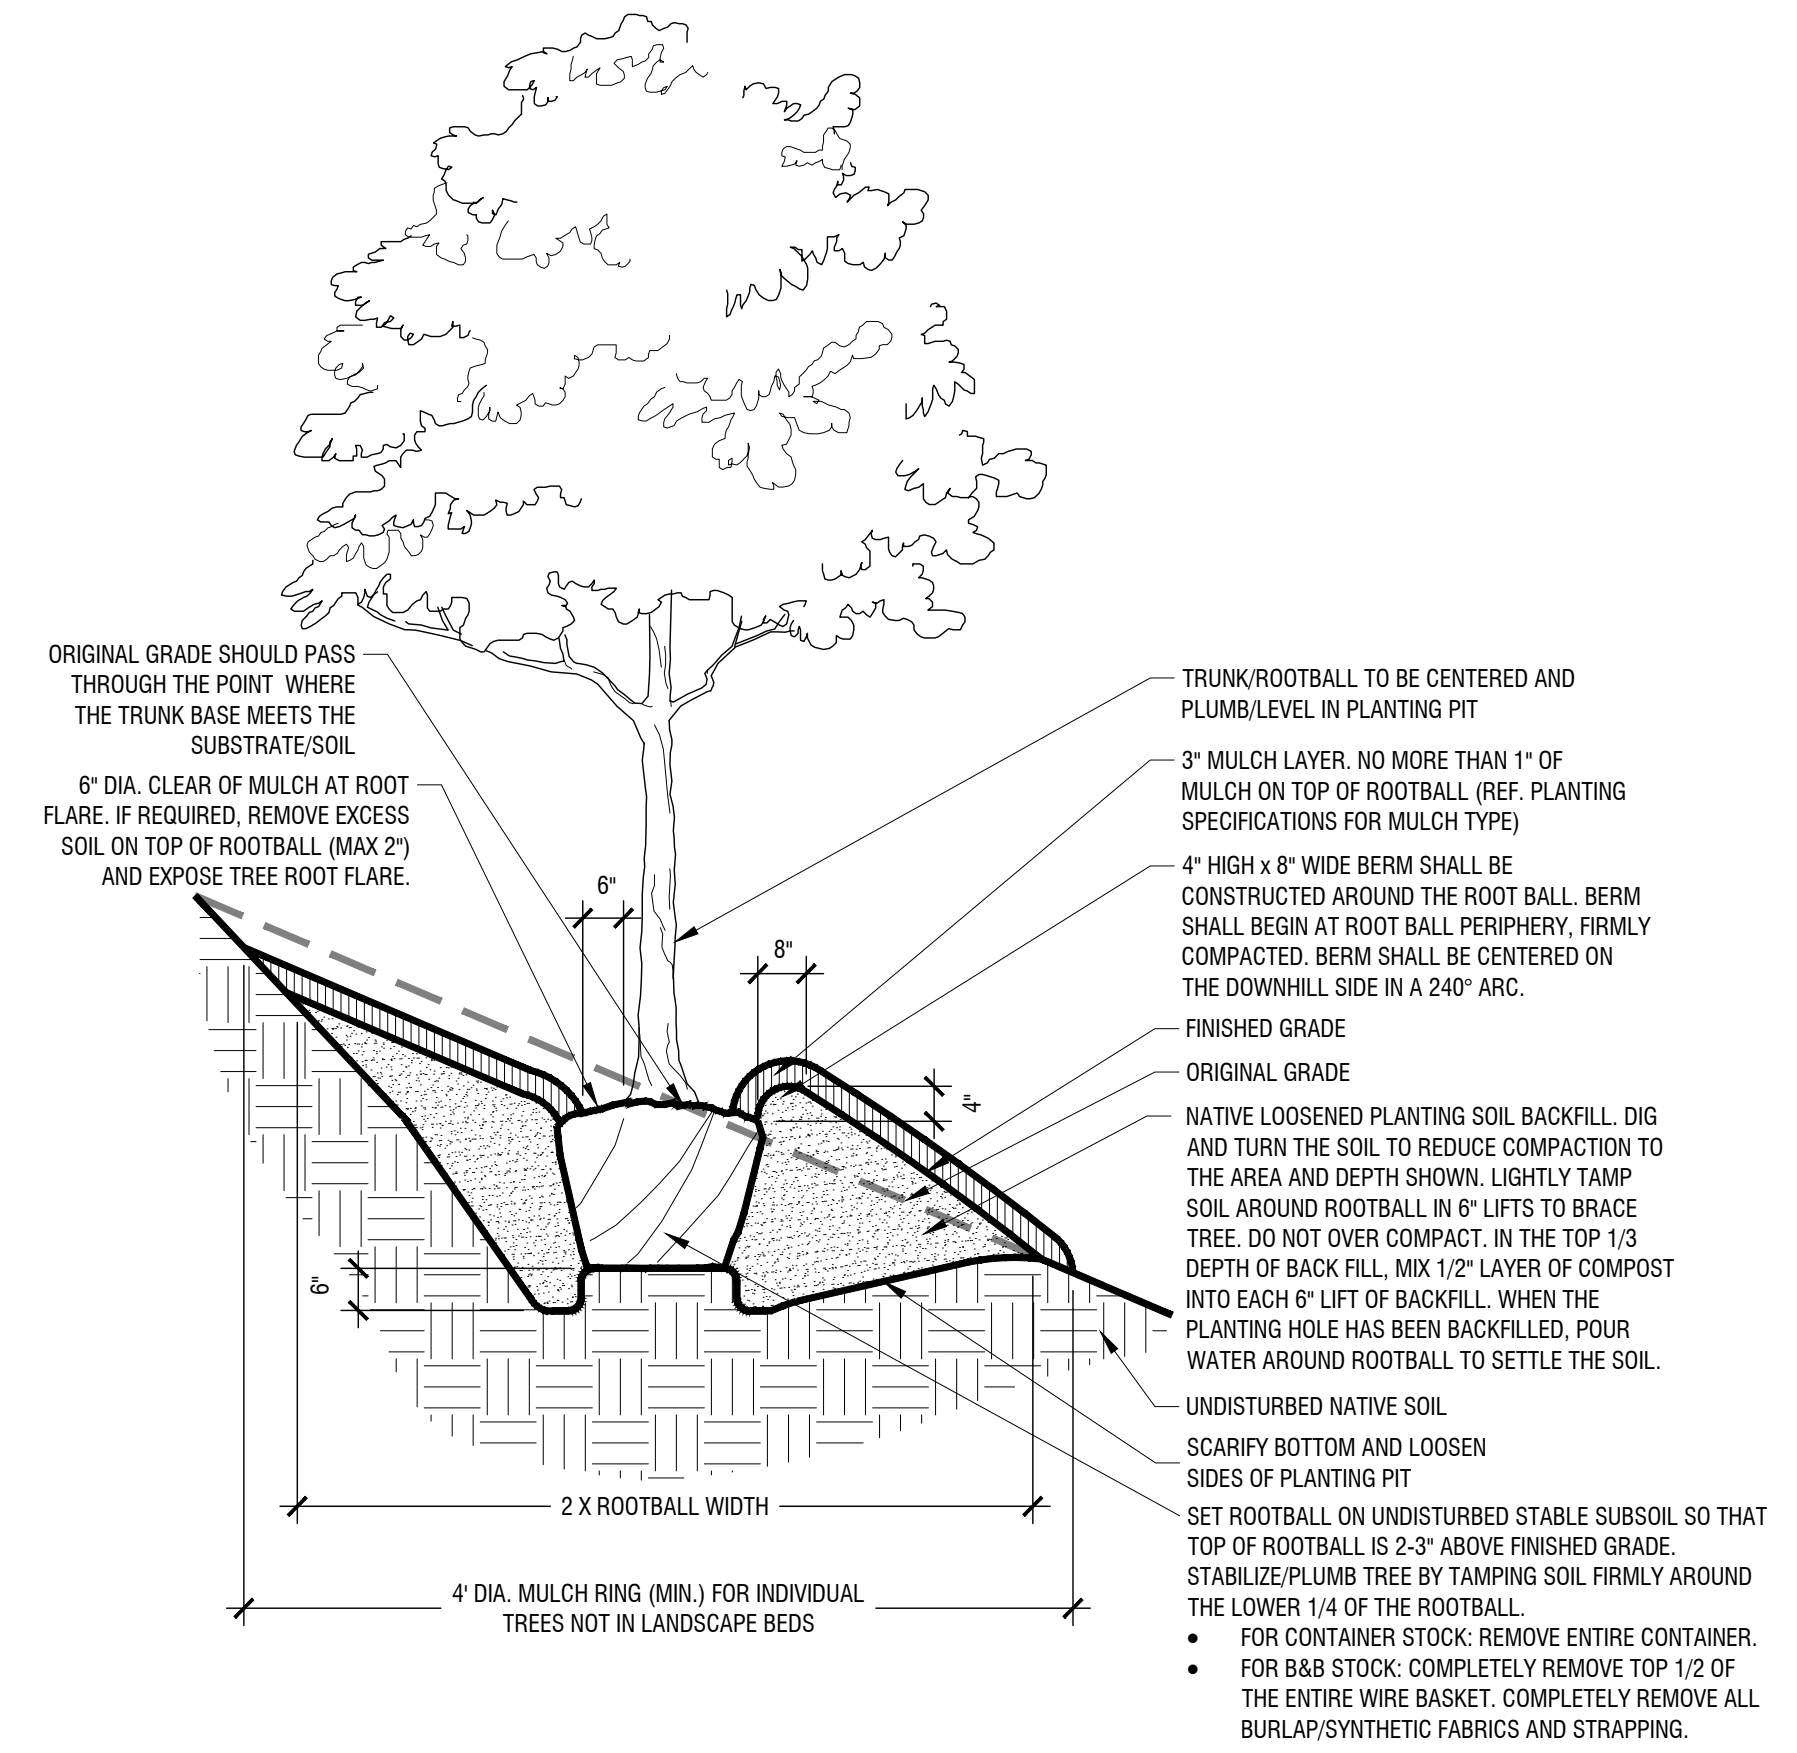 ORIGINAL GRADE SHOULD PASS
THROUGH THE POINT WHERE
THE TRUNK BASE MEETS THE
SUBSTRATE/SOIL
6" DIA. CLEAR OF MULCH AT ROOT
FLARE. IF REQUIRED, REMOVE EXCESS
SOIL ON TOP OF ROOTBALL (MAX 2")
AND EXPOSE TREE ROOT FLARE.
6"
8"
4"
6"
2 X ROOTBALL WIDTH
4' DIA. MULCH RING (MIN.) FOR INDIVIDUAL
TREES NOT IN LANDSCAPE BEDS
TRUNK/ROOTBALL TO BE CENTERED AND
PLUMB/LEVEL IN PLANTING PIT
3" MULCH LAYER. NO MORE THAN 1" OF
MULCH ON TOP OF ROOTBALL (REF. PLANTING
SPECIFICATIONS FOR MULCH TYPE)
4" HIGH x 8" WIDE BERM SHALL BE
CONSTRUCTED AROUND THE ROOT BALL. BERM
SHALL BEGIN AT ROOT BALL PERIPHERY, FIRMLY
COMPACTED. BERM SHALL BE CENTERED ON
THE DOWNHILL SIDE IN A 240° ARC.
FINISHED GRADE
ORIGINAL GRADE
NATIVE LOOSENED PLANTING SOIL BACKFILL. DIG
AND TURN THE SOIL TO REDUCE COMPACTION TO
THE AREA AND DEPTH SHOWN. LIGHTLY TAMP
SOIL AROUND ROOTBALL IN 6" LIFTS TO BRACE
TREE. DO NOT OVER COMPACT. IN THE TOP 1/3
DEPTH OF BACK FILL, MIX 1/2" LAYER OF COMPOST
INTO EACH 6" LIFT OF BACKFILL. WHEN THE
PLANTING HOLE HAS BEEN BACKFILLED, POUR
WATER AROUND ROOTBALL TO SETTLE THE SOIL.
UNDISTURBED NATIVE SOIL
SCARIFY BOTTOM AND LOOSEN
SIDES OF PLANTING PIT
SET ROOTBALL ON UNDISTURBED STABLE SUBSOIL SO THAT
TOP OF ROOTBALL IS 2-3" ABOVE FINISHED GRADE.
STABILIZE/PLUMB TREE BY TAMPING SOIL FIRMLY AROUND
THE LOWER 1/4 OF THE ROOTBALL.
• FOR CONTAINER STOCK: REMOVE ENTIRE CONTAINER.
• FOR B&B STOCK: COMPLETELY REMOVE TOP 1/2 OF
THE ENTIRE WIRE BASKET. COMPLETELY REMOVE ALL
BURLAP/SYNTHETIC FABRICS AND STRAPPING.